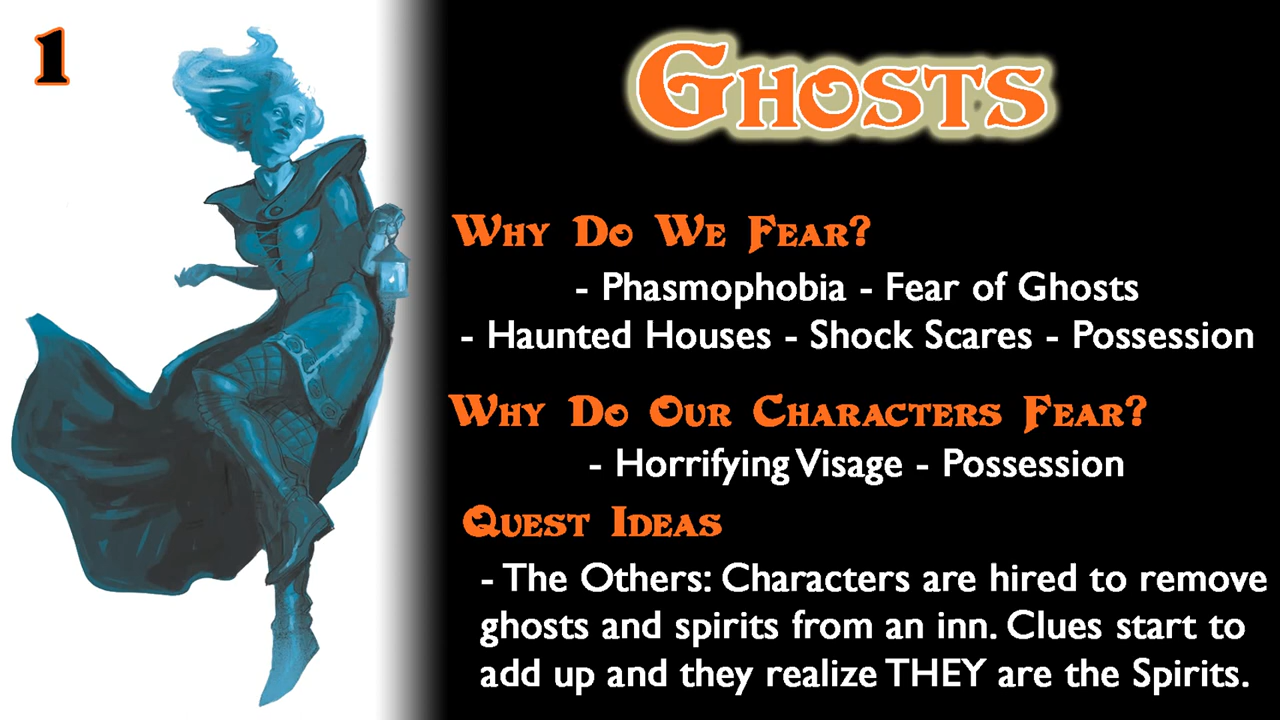 1
Ghosts
Why Do We Fear?
- Phasmophobia - Fear of Ghosts
- Haunted Houses - Shock Scares - Possession
Why Do Our Characters Fear?
- Horrifying Visage - Possession
Quest Ideas
- The Others: Characters are hired to remove
ghosts and spirits from an inn. Clues start to
add up and they realize THEY are the Spirits.